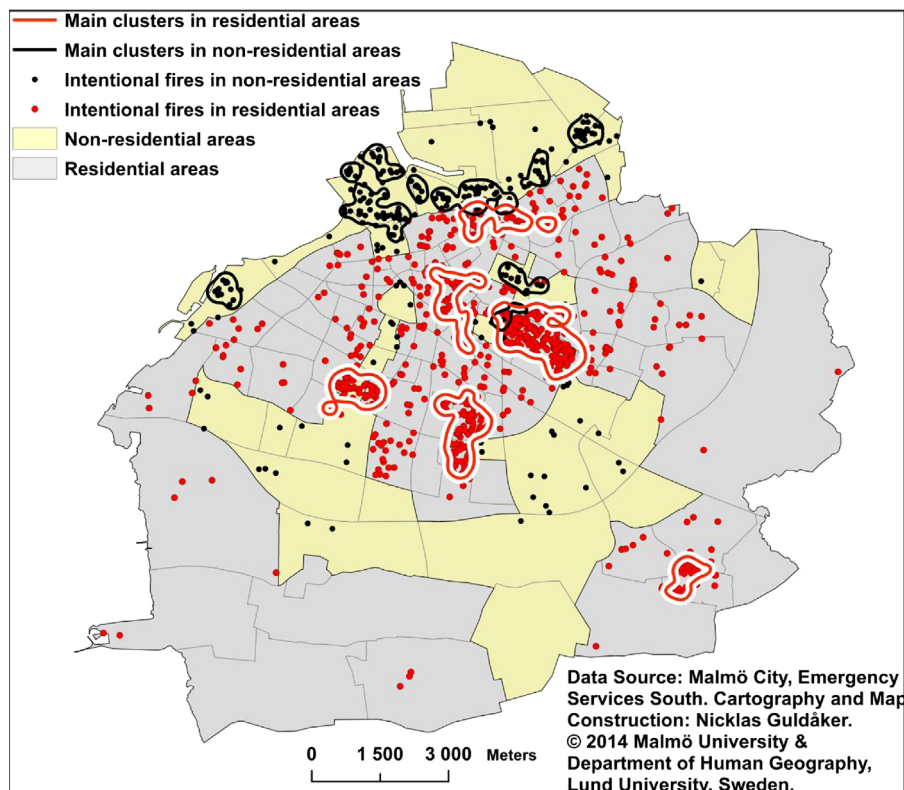 Main clusters in residential areas
Main clusters in non-residential areas
Intentional fires in non-residential areas
Intentional fires in residential areas
Non-residential areas
Residential areas
Data Source: Malmö City, Emergency
Services South. Cartography and Map
Construction: Nicklas Guldåker.
© 2014 Malmö University &
Department of Human Geography,
Lund University, Sweden.
0 1 500 3 000 Meters